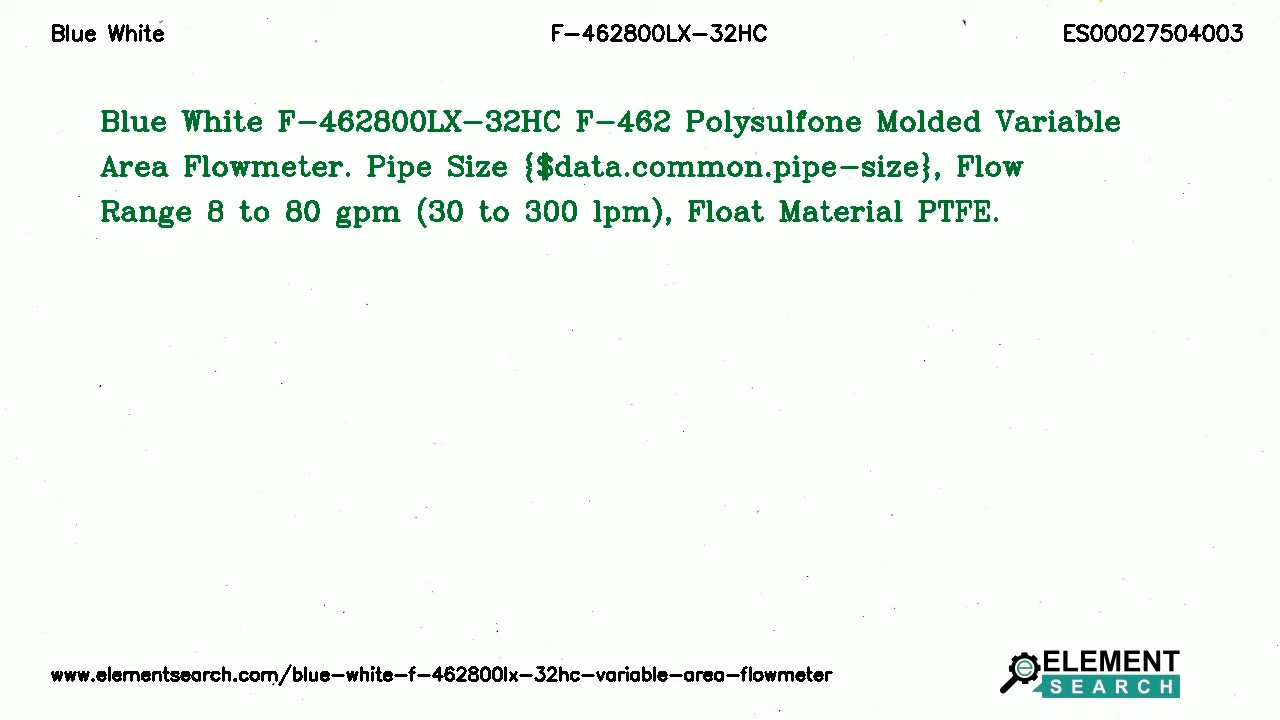 Blue White
F-462800LX-32HC
ES00027504003
Blue White F-462800LX-32HC F-462 Polysulfone Molded Variable
Area Flowmeter. Pipe Size {$data.common.pipe-size}, Flow
Range 8 to 80 gpm (30 to 300 lpm), Float Material PTFE.
www.elementsearch.com/blue-white-f-462800lx-32hc-variable-area-flowmeter
e ELEMENT
SEARCH